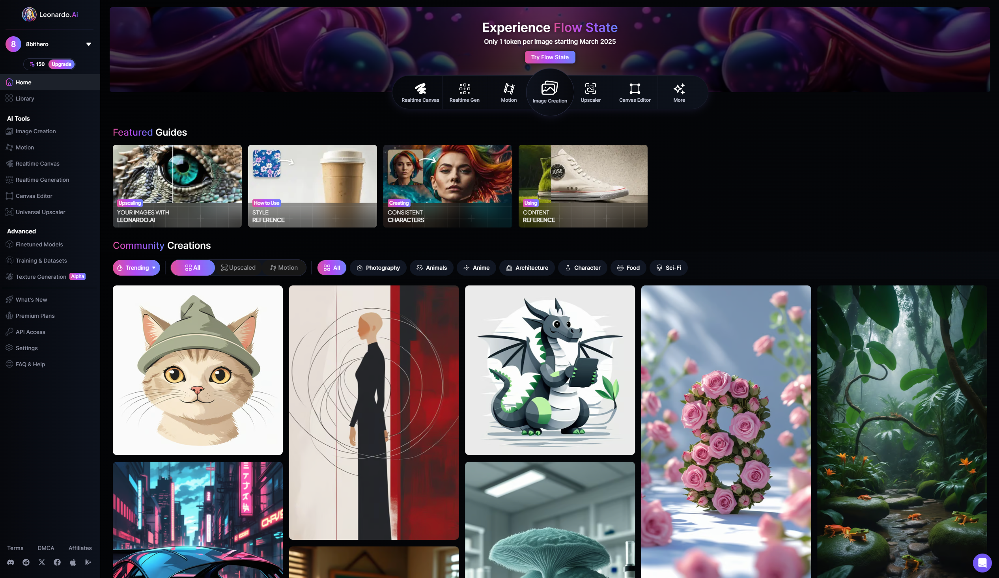 Leonardo.Ai
8
8bithero
150
Upgrade
Home
Library
AI Tools
Image Creation
Motion
Realtime Canvas
Realtime Generation
Canvas Editor
Universal Upscaler
Advanced
Finetuned Models
Training & Datasets
Texture Generation Alpha
What's New
Premium Plans
API Access
Settings
FAQ & Help
Terms DMCA Affiliates
Experience Flow State
Only 1 token per image starting March 2025
Try Flow State
Realtime Canvas
Realtime Gen
Motion
Image Creation
Upscaler
Canvas Editor
More
Featured Guides
Upscaling
YOUR IMAGES WITH
LEONARDO.AI
How to Use
STYLE
REFERENCE
Creating
CONSISTENT
CHARACTERS
JOSE
Using
CONTENT
REFERENCE
Community Creations
Trending
All
Upscaled
Motion
All
Photography
Animals
Anime
Architecture
Character
Food
Sci-Fi